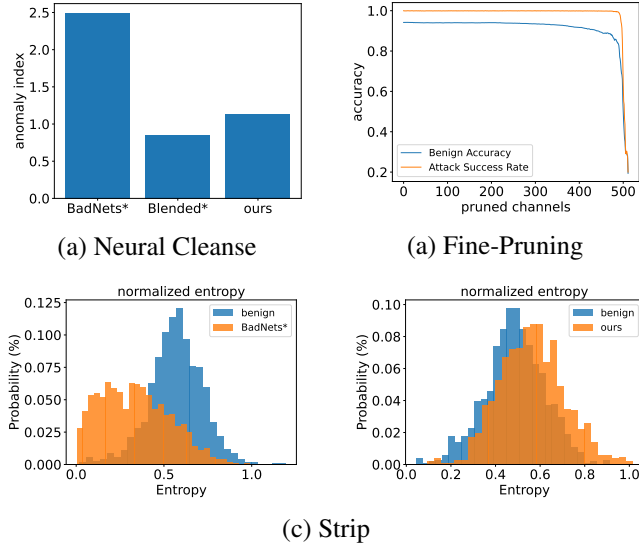 2.5
2.0
1.5
1.0
0.5
0.0
anomaly index
BadNets* Blended* ours
(a) Neural Cleanse
1.0
0.8
0.6
0.4
0.2
accuracy
Benign Accuracy
Attack Success Rate
0 100 200 300 400 500
pruned channels
(a) Fine-Pruning
normalized entropy
0.125
0.100
0.075
0.050
0.025
0.000
Probability (%)
benign
BadNets*
0.0 0.5 1.0
Entropy
normalized entropy
0.10
0.08
0.06
0.04
0.02
0.00
Probability (%)
benign
ours
0.0 0.2 0.4 0.6 0.8 1.0
Entropy
(c) Strip